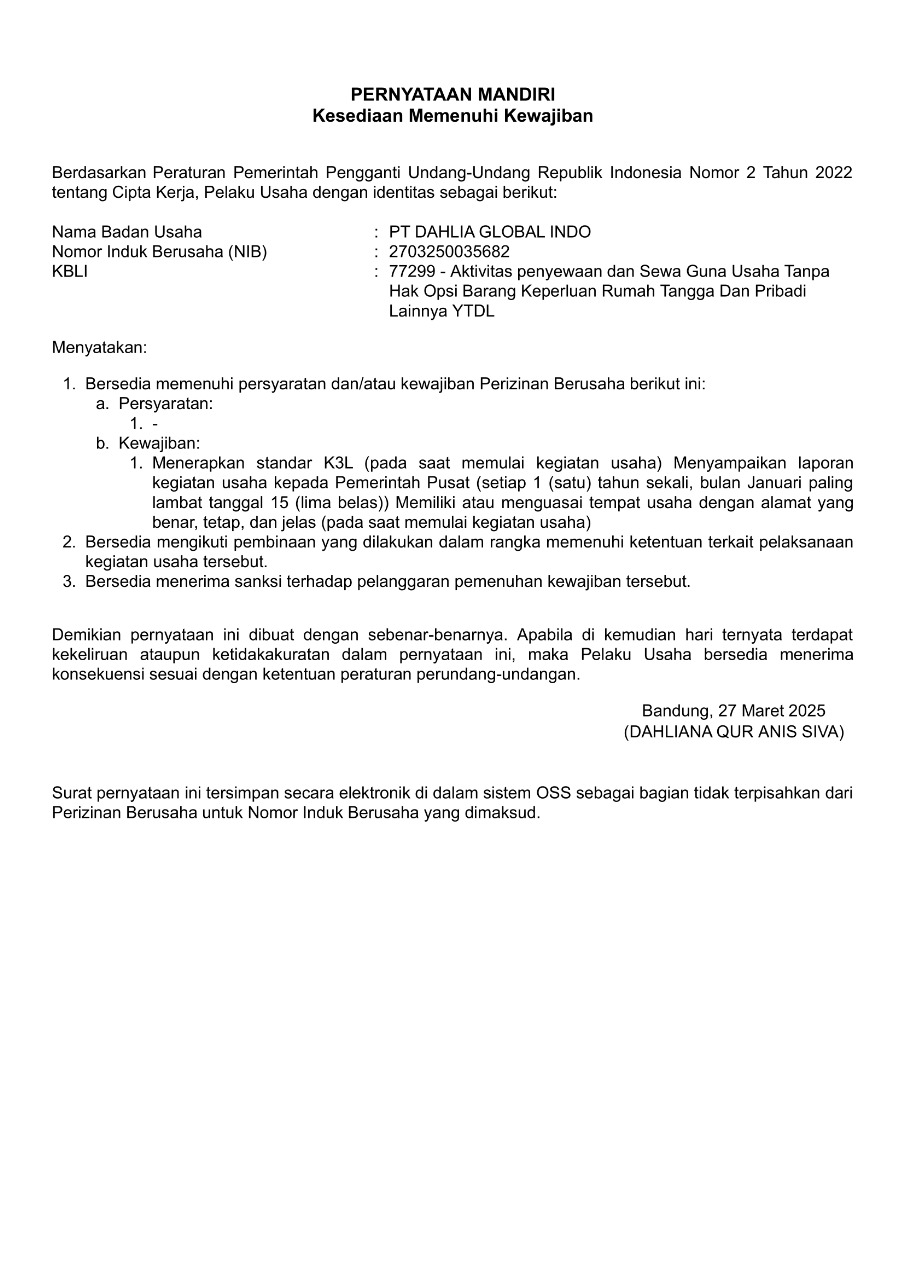 PERNYATAAN MANDIRI
Kesediaan Memenuhi Kewajiban
Berdasarkan Peraturan Pemerintah Pengganti Undang-Undang Republik Indonesia Nomor 2 Tahun 2022
tentang Cipta Kerja, Pelaku Usaha dengan identitas sebagai berikut:
Nama Badan Usaha : PT DAHLIA GLOBAL INDO
Nomor Induk Berusaha (NIB) : 2703250035682
KBLI : 77299 - Aktivitas penyewaan dan Sewa Guna Usaha Tanpa
Hak Opsi Barang Keperluan Rumah Tangga Dan Pribadi
Lainnya YTDL
Menyatakan:
1. Bersedia memenuhi persyaratan dan/atau kewajiban Perizinan Berusaha berikut ini:
a. Persyaratan:
1. -
b. Kewajiban:
1. Menerapkan standar K3L (pada saat memulai kegiatan usaha) Menyampaikan laporan
kegiatan usaha kepada Pemerintah Pusat (setiap 1 (satu) tahun sekali, bulan Januari paling
lambat tanggal 15 (lima belas)) Memiliki atau menguasai tempat usaha dengan alamat yang
benar, tetap, dan jelas (pada saat memulai kegiatan usaha)
2. Bersedia mengikuti pembinaan yang dilakukan dalam rangka memenuhi ketentuan terkait pelaksanaan
kegiatan usaha tersebut.
3. Bersedia menerima sanksi terhadap pelanggaran pemenuhan kewajiban tersebut.
Demikian pernyataan ini dibuat dengan sebenar-benarnya. Apabila di kemudian hari ternyata terdapat
kekeliruan ataupun ketidakakuratan dalam pernyataan ini, maka Pelaku Usaha bersedia menerima
konsekuensi sesuai dengan ketentuan peraturan perundang-undangan.
Bandung, 27 Maret 2025
(DAHLIANA QUR ANIS SIVA)
Surat pernyataan ini tersimpan secara elektronik di dalam sistem OSS sebagai bagian tidak terpisahkan dari
Perizinan Berusaha untuk Nomor Induk Berusaha yang dimaksud.